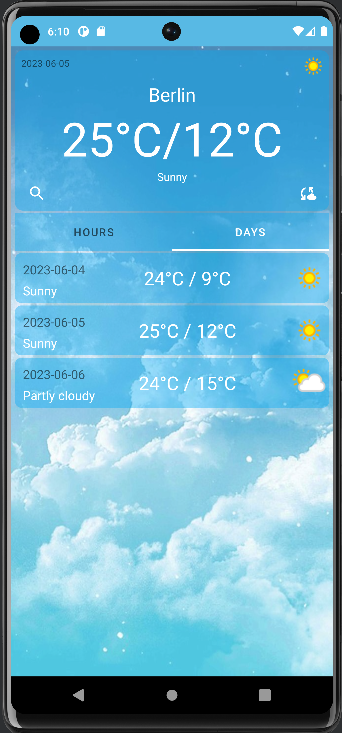 6:10
2023-06-05
Berlin
25°C/12°C
Sunny
HOURS DAYS
2023-06-04
24°C / 9°C
Sunny
2023-06-05
25°C / 12°C
Sunny
2023-06-06
24°C / 15°C
Partly cloudy